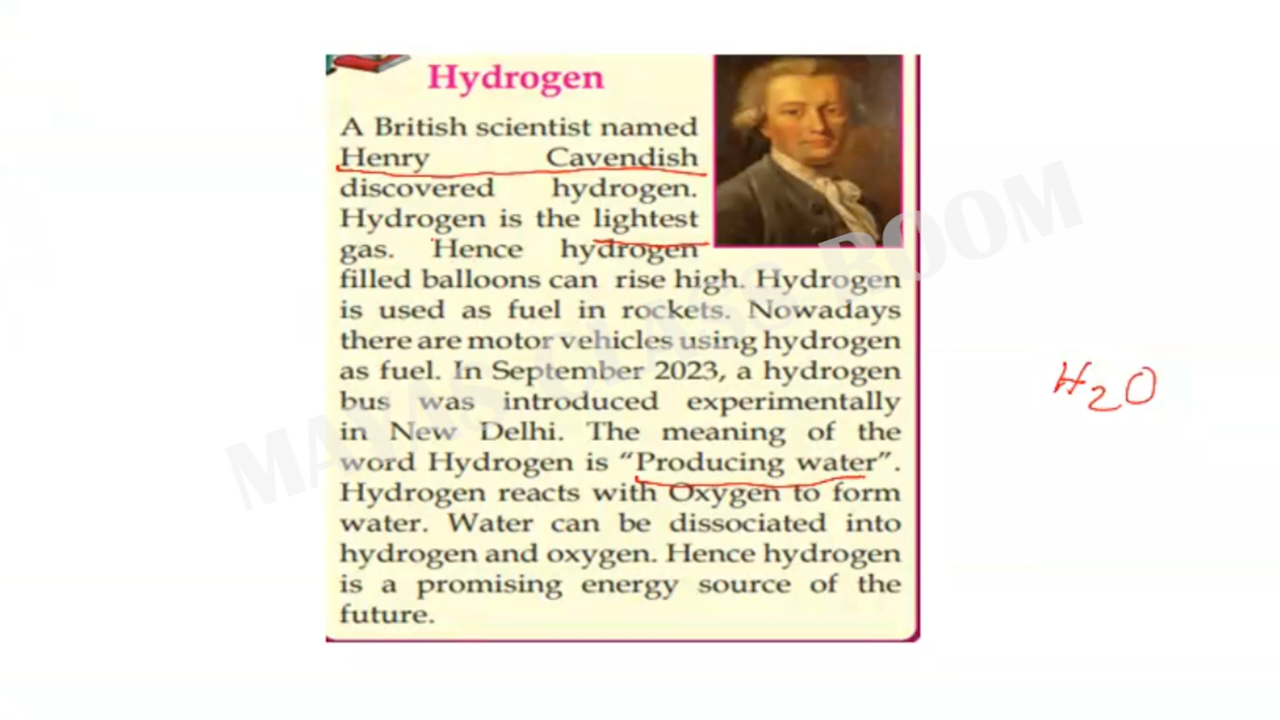 Hydrogen
A British scientist named
Henry Cavendish
discovered hydrogen.
Hydrogen is the lightest
gas. Hence hydrogen
filled balloons can rise high. Hydrogen
is used as fuel in rockets. Nowadays
there are motor vehicles using hydrogen
as fuel. In September 2023, a hydrogen
bus was introduced experimentally
in New Delhi. The meaning of the
word Hydrogen is “Producing water”.
Hydrogen reacts with Oxygen to form
water. Water can be dissociated into
hydrogen and oxygen. Hence hydrogen
is a promising energy source of the
future.
H2O
MAYAS CLASS ROOM